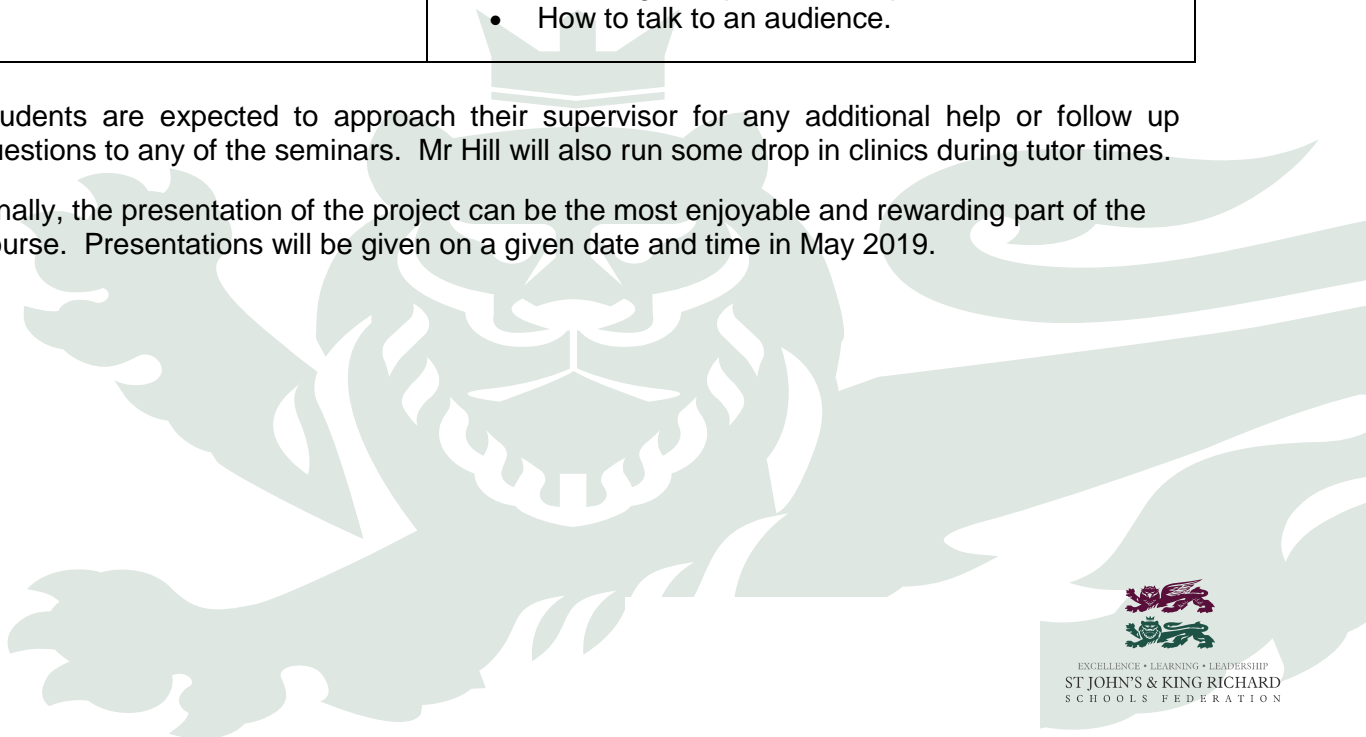 • How to talk to an audience.
udents are expected to approach their supervisor for any additional help or follow up
uestions to any of the seminars. Mr Hill will also run some drop in clinics during tutor times.
nally, the presentation of the project can be the most enjoyable and rewarding part of the
ourse. Presentations will be given on a given date and time in May 2019.
EXCELLENCE • LEARNING • LEADERSHIP
ST JOHN'S & KING RICHARD
SCHOOLS FEDERATION